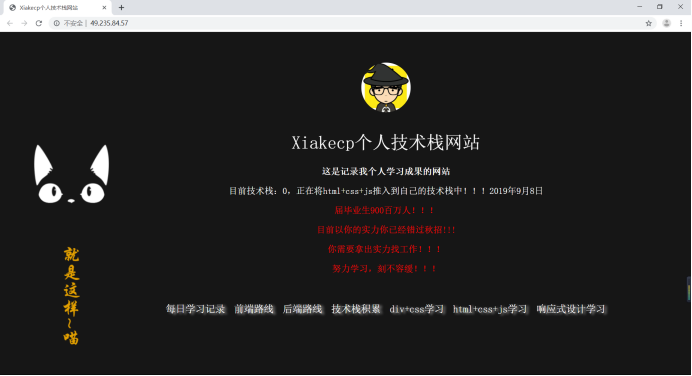 Xiakecp个人技术栈网站
不安全 | 49.235.84.57
Xiakecp个人技术栈网站
这是记录我个人学习成果的网站
目前技术栈：0，正在将html+css+js推入到自己的技术栈中！！！2019年9月8日
届毕业生900百万人！！！
目前以你的实力你已经错过秋招!!!
你需要拿出实力找工作！！！
努力学习，刻不容缓！！！
就是这样~喵
每日学习记录 前端路线 后端路线 技术栈积累 div+css学习 html+css+js学习 响应式设计学习